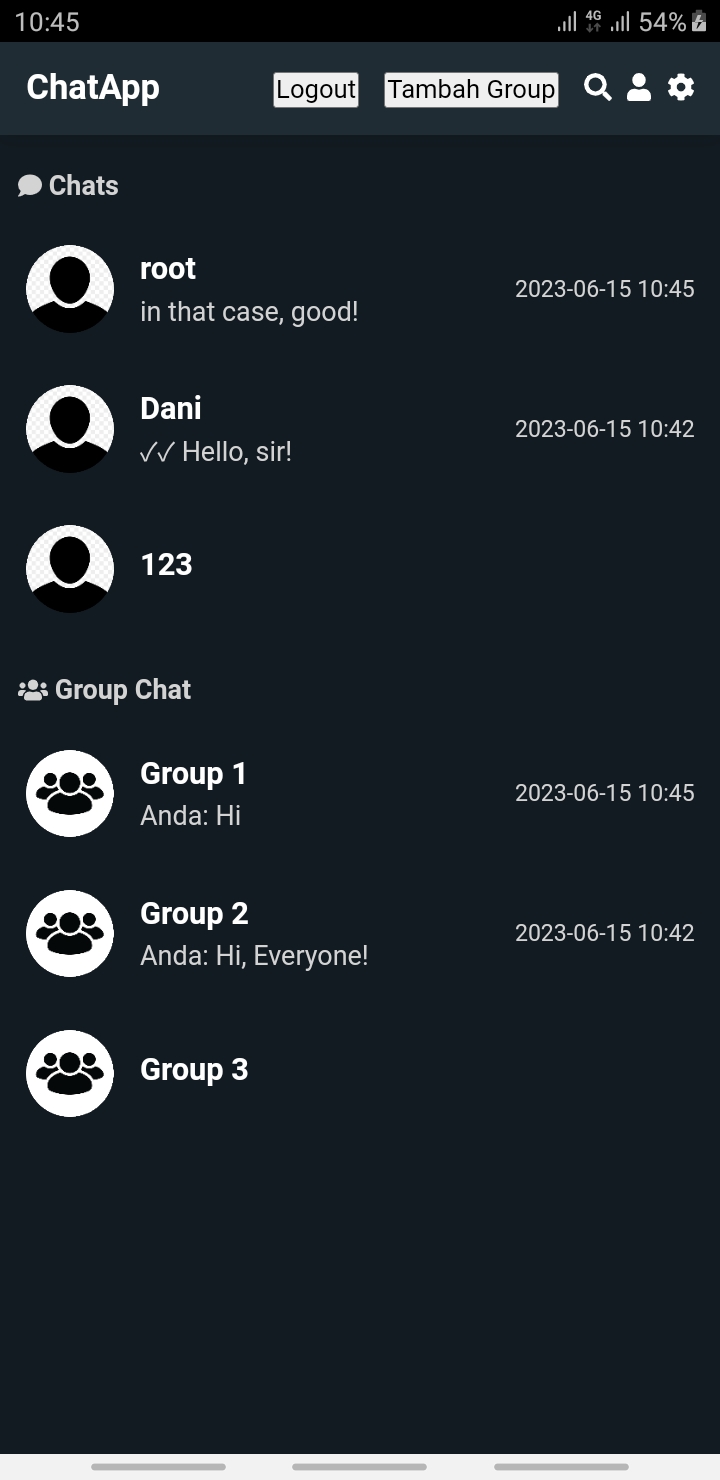 10:45 4G 54%
ChatApp Logout Tambah Group
Chats
root
in that case, good!
2023-06-15 10:45
Dani
✓✓ Hello, sir!
2023-06-15 10:42
123
Group Chat
Group 1
Anda: Hi
2023-06-15 10:45
Group 2
Anda: Hi, Everyone!
2023-06-15 10:42
Group 3